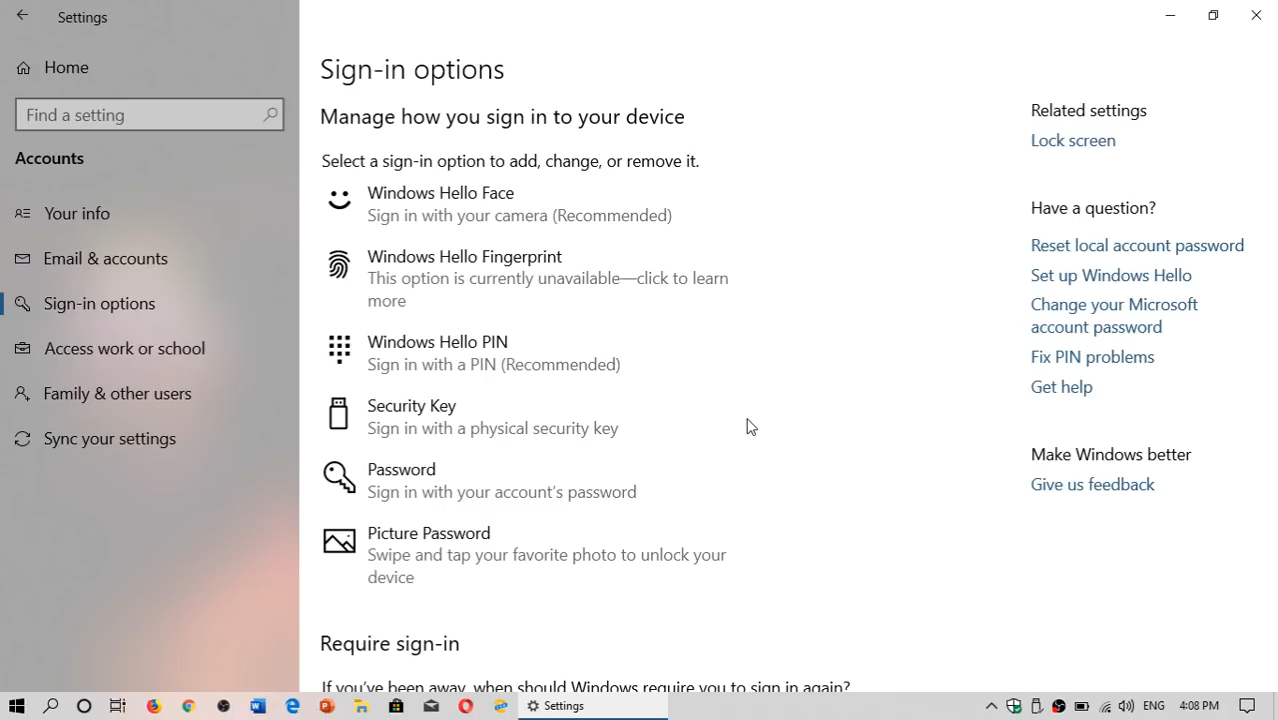 Settings
Home
Find a setting
Accounts
Your info
Email & accounts
Sign-in options
Access work or school
Family & other users
Sync your settings
Sign-in options
Manage how you sign in to your device
Select a sign-in option to add, change, or remove it.
Windows Hello Face
Sign in with your camera (Recommended)
Windows Hello Fingerprint
This option is currently unavailable—click to learn
more
Windows Hello PIN
Sign in with a PIN (Recommended)
Security Key
Sign in with a physical security key
Password
Sign in with your account's password
Picture Password
Swipe and tap your favorite photo to unlock your
device
Require sign-in
If you've been away, when should Windows require you to sign in again?
Related settings
Lock screen
Have a question?
Reset local account password
Set up Windows Hello
Change your Microsoft
account password
Fix PIN problems
Get help
Make Windows better
Give us feedback
Settings
ENG
4:08 PM